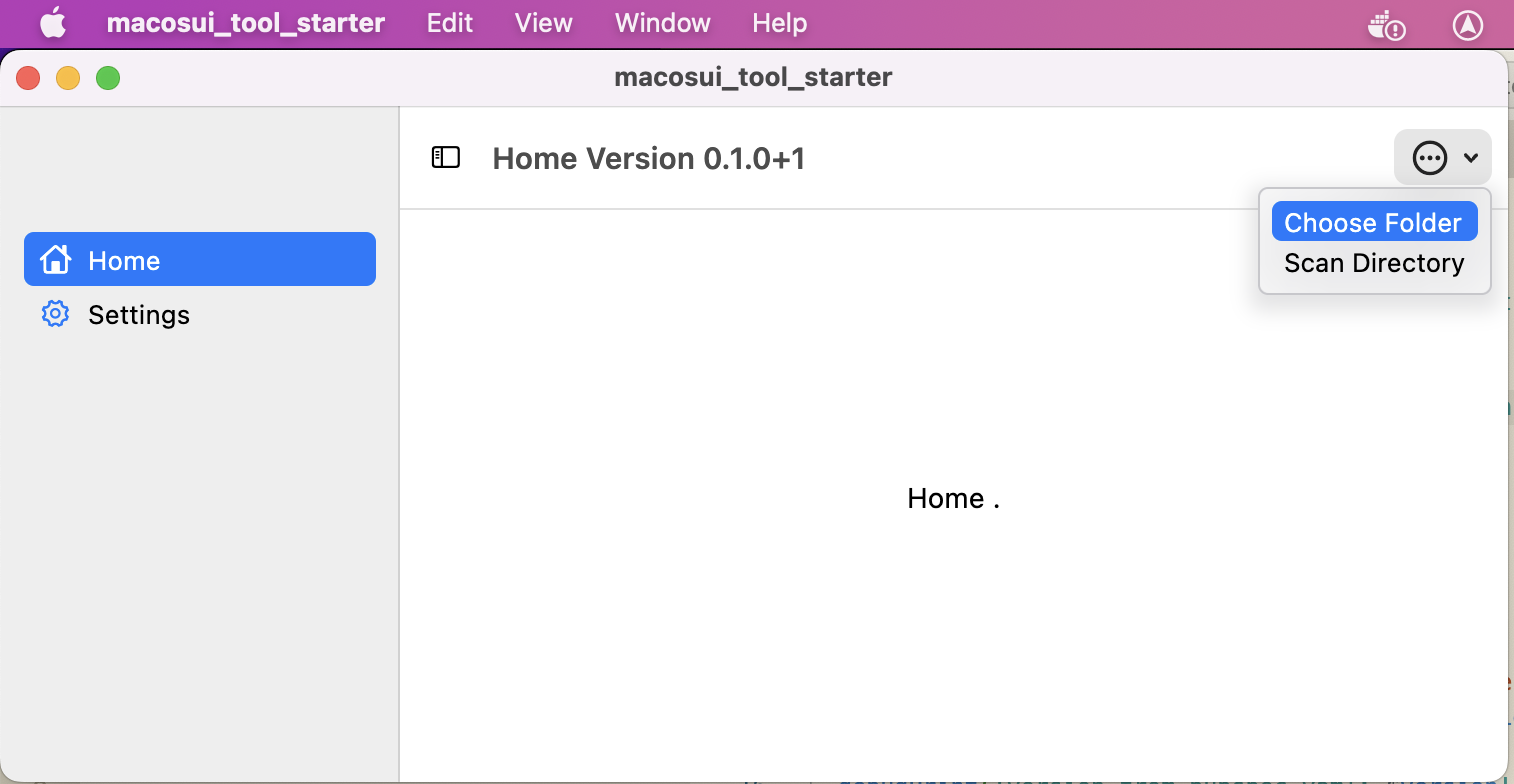 macosui_tool_starter Edit View Window Help
macosui_tool_starter
Home Version 0.1.0+1
Choose Folder
Scan Directory
Home
Settings
Home .